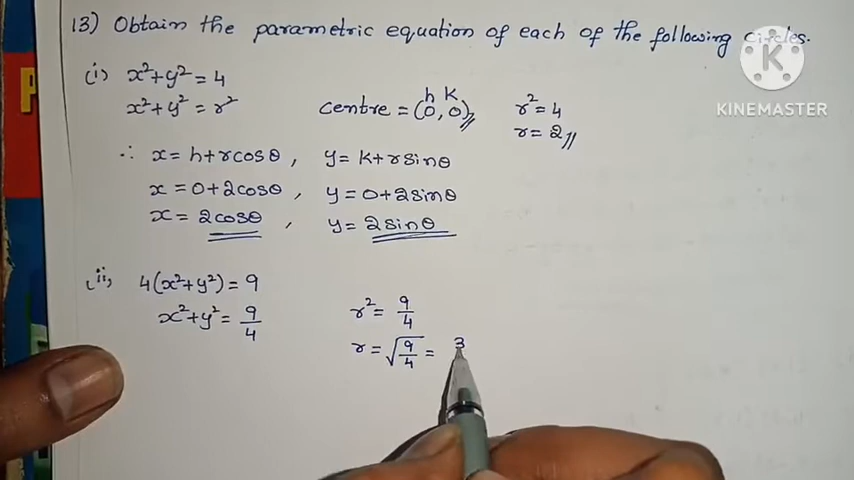 13) Obtain the parametric equation of each of the following circles.
(i) x²+y² = 4
x²+y² = r²
centre = (0, 0)
h k
r² = 4
r = 2
∴ x = h+rcosθ, y = k+rsinθ
x = 0+2cosθ, y = 0+2sinθ
x = 2cosθ, y = 2sinθ
ii, 4(x²+y²) = 9
x²+y² = 9/4
r² = 9/4
r = √9/4 = 3
KINEMASTER